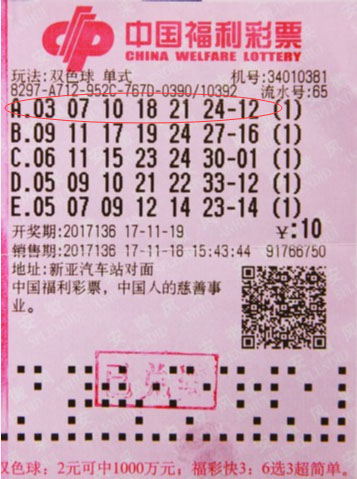 中国福利彩票
CHINA WELFARE LOTTERY
玩法:双色球 单式 机号:34010381
8297-A712-952C-767D-0390/10392 流水号:65
A.03 07 10 18 21 24-12 (1)
B.09 11 17 19 24 27-16 (1)
C.06 11 15 23 24 30-01 (1)
D.05 09 10 21 22 33-12 (1)
E.05 07 09 12 14 23-14 (1)
开奖期:2017136 17-11-19 ¥:10
销售期:2017136 17-11-18 15:43:44 91766750
地址:新亚汽车站对面
中国福利彩票,中国人的慈善事
业。
已兑奖
双色球:2元可中1000万元;福彩快3:6选3超简单。